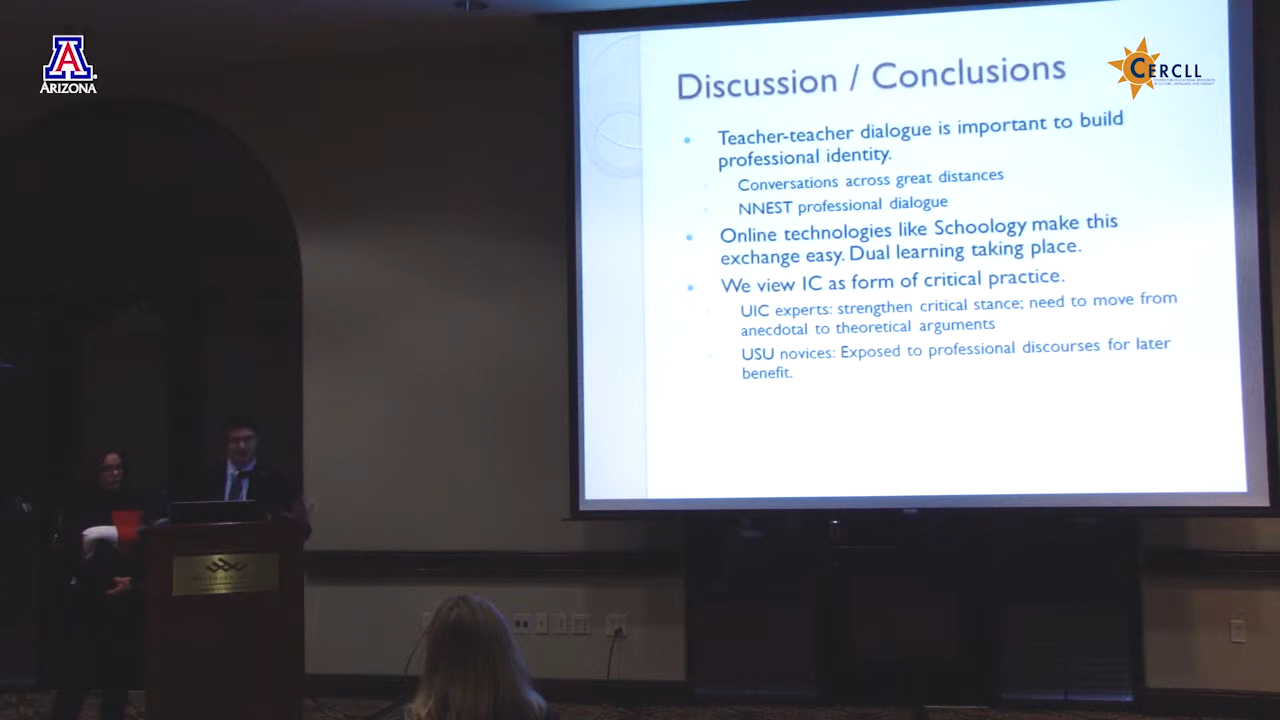 A
ARIZONA
Discussion / Conclusions
CERCLL
Teacher-teacher dialogue is important to build
professional identity.
Conversations across great distances
NNEST professional dialogue
Online technologies like Schoology make this
exchange easy. Dual learning taking place.
We view IC as form of critical practice.
UIC experts: strengthen critical stance; need to move from
anecdotal to theoretical arguments
USU novices: Exposed to professional discourses for later
benefit.